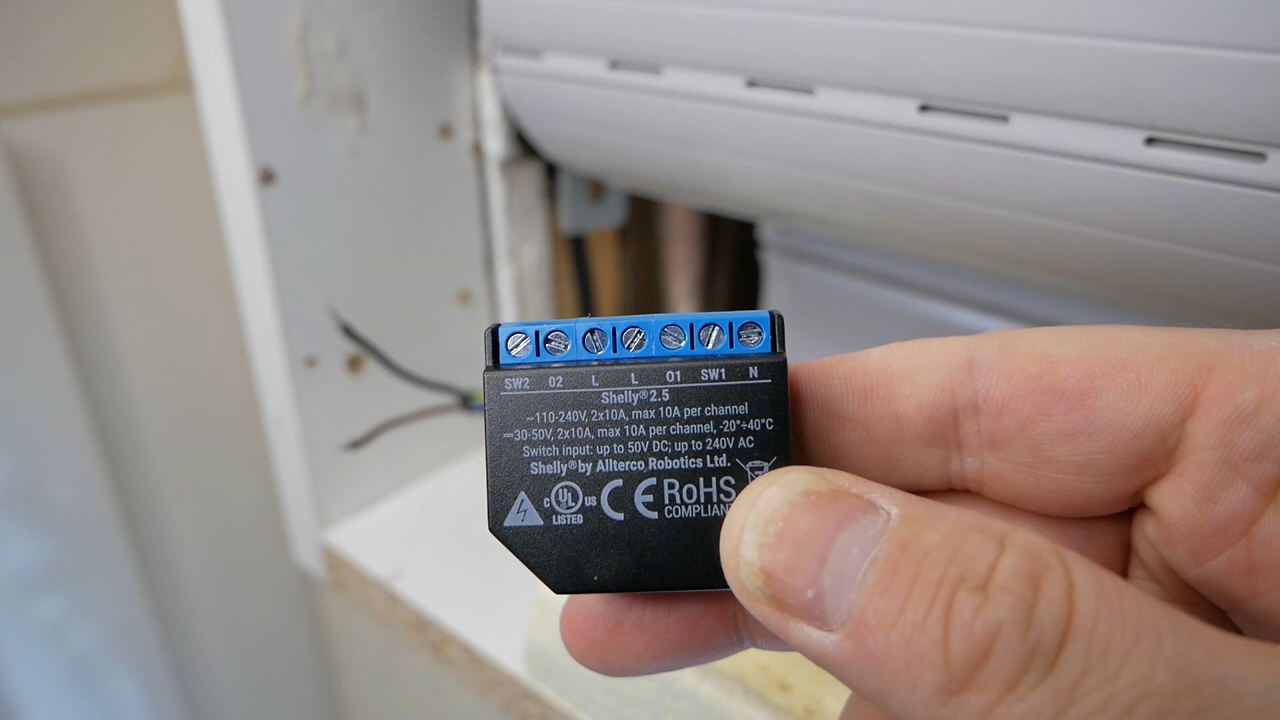 SW2 O2 L L O1 SW1 N
Shelly® 2.5
~110-240V, 2x10A, max 10A per channel
⎓30-50V, 2x10A, max 10A per channel, -20°÷40°C
Switch input: up to 50V DC; up to 240V AC
Shelly® by Allterco Robotics Ltd.
C UL US CE RoHS
LISTED COMPLIAN